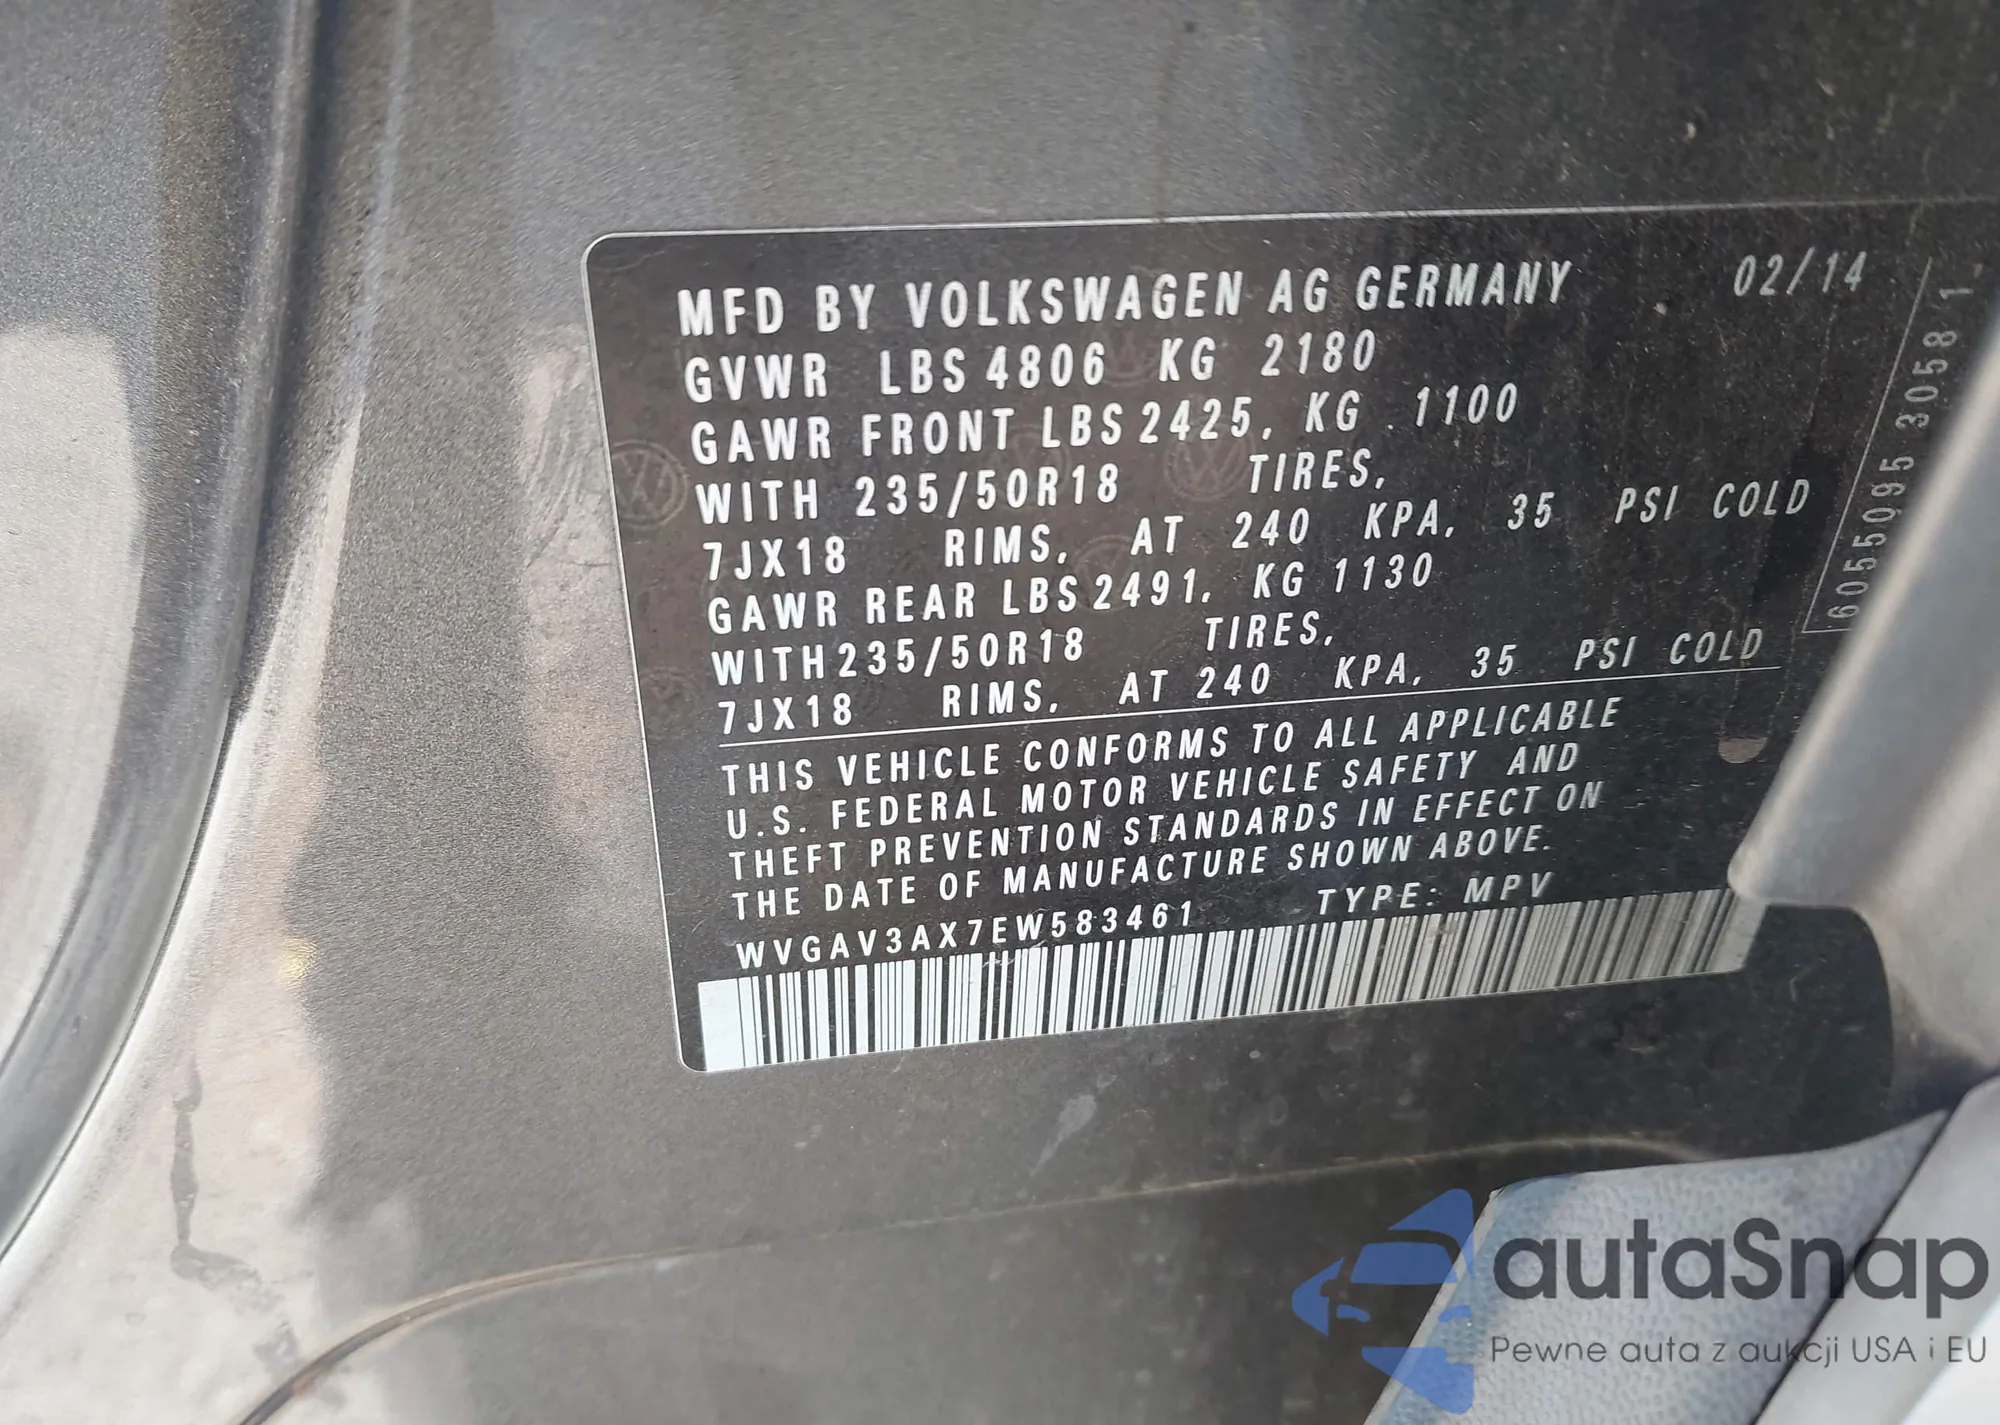 MFD BY VOLKSWAGEN AG GERMANY 02/14
GVWR LBS 4806 KG 2180
GAWR FRONT LBS 2425, KG . 1100
WITH 235/50R18 TIRES,
7JX18 RIMS, AT 240 KPA, 35 PSI COLD
GAWR REAR LBS 2491, KG 1130
WITH 235/50R18 TIRES,
7JX18 RIMS, AT 240 KPA, 35 PSI COLD
THIS VEHICLE CONFORMS TO ALL APPLICABLE
U.S. FEDERAL MOTOR VEHICLE SAFETY AND
THEFT PREVENTION STANDARDS IN EFFECT ON
THE DATE OF MANUFACTURE SHOWN ABOVE.
WVGAV3AX7EW583461 TYPE: MPV
6055095 30581-
autaSnap
Pewne auta z aukcji USA i EU